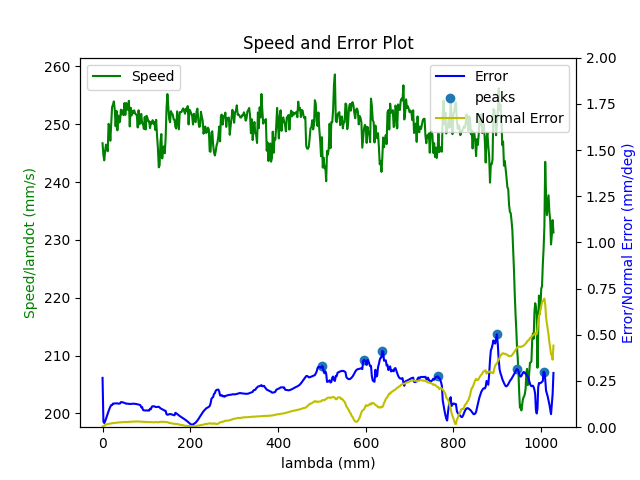 Speed and Error Plot
Speed
Error
peaks
Normal Error
260
250
240
230
220
210
200
Speed/lamdot (mm/s)
2.00
1.75
1.50
1.25
1.00
0.75
0.50
0.25
0.00
Error/Normal Error (mm/deg)
0 200 400 600 800 1000
lambda (mm)